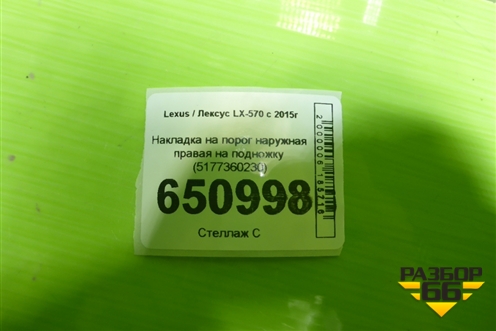 Lexus / Лексус LX-570 с 2015г
Накладка на порог наружная
правая на подножку
(5177360230)
650998
Стеллаж С
РАЗБОР
66